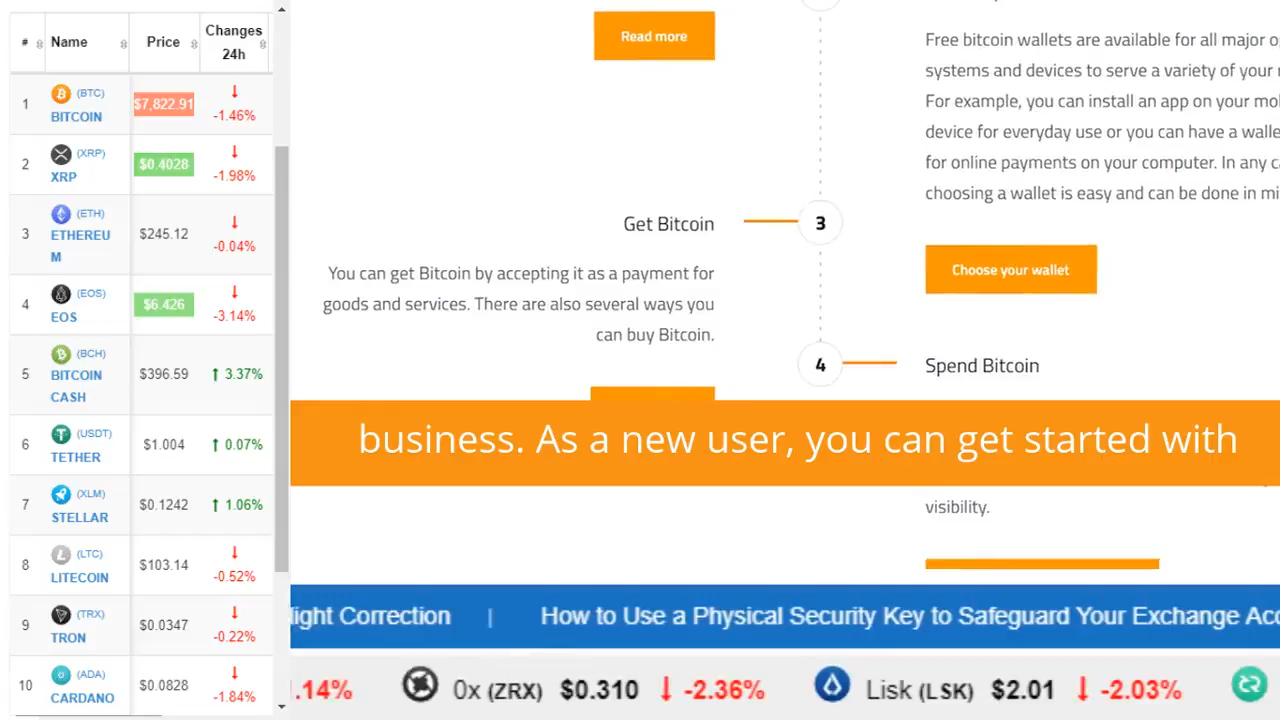 # Name Price Changes 24h
1 (BTC) BITCOIN $7,822.91 ↓ -1.46%
2 (XRP) XRP $0.4028 ↓ -1.98%
3 (ETH) ETHEREU M $245.12 ↓ -0.04%
4 (EOS) EOS $6.426 ↓ -3.14%
5 (BCH) BITCOIN CASH $396.59 ↑ 3.37%
6 (USDT) TETHER $1.004 ↑ 0.07%
7 (XLM) STELLAR $0.1242 ↑ 1.06%
8 (LTC) LITECOIN $103.14 ↓ -0.52%
9 (TRX) TRON $0.0347 ↓ -0.22%
10 (ADA) CARDANO $0.0828 ↓ -1.84%
Read more
Free bitcoin wallets are available for all major
systems and devices to serve a variety of your
For example, you can install an app on your
device for everyday use or you can have a
for online payments on your computer. In any
choosing a wallet is easy and can be done in
Choose your wallet
Get Bitcoin
3
You can get Bitcoin by accepting it as a payment for
goods and services. There are also several ways you
can buy Bitcoin.
4
Spend Bitcoin
business. As a new user, you can get started with
visibility.
Correction | How to Use a Physical Security Key to Safeguard Your Exchange
.14% 0x (ZRX) $0.310 ↓ -2.36% Lisk (LSK) $2.01 ↓ -2.03%